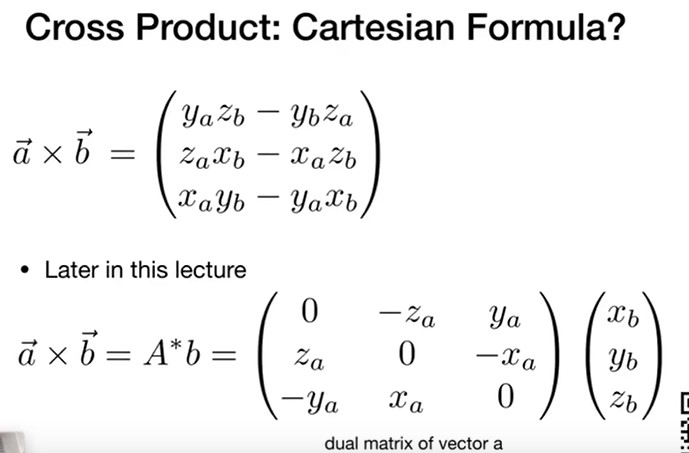 Cross Product: Cartesian Formula?
$\vec{a} \times \vec{b} = \begin{pmatrix} y_a z_b - y_b z_a \\ z_a x_b - x_a z_b \\ x_a y_b - y_a x_b \end{pmatrix}$
• Later in this lecture
$\vec{a} \times \vec{b} = A^* b = \begin{pmatrix} 0 & -z_a & y_a \\ z_a & 0 & -x_a \\ -y_a & x_a & 0 \end{pmatrix} \begin{pmatrix} x_b \\ y_b \\ z_b \end{pmatrix}$
dual matrix of vector a